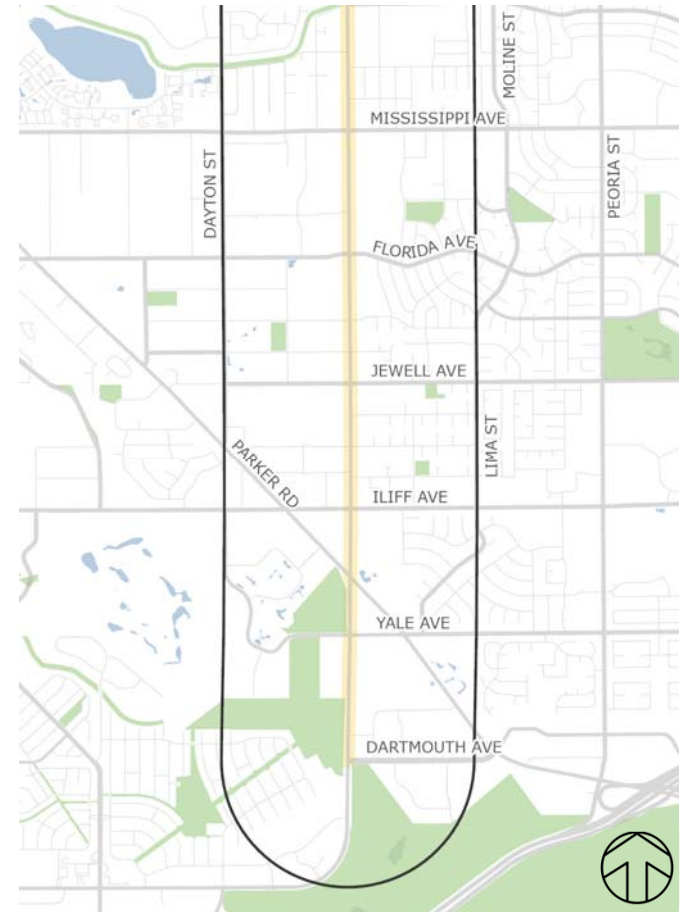 MOLINE ST
MISSISSIPPI AVE
DAYTON ST
PEORIA ST
FLORIDA AVE
JEWELL AVE
LIMA ST
PARKER RD
ILIFF AVE
YALE AVE
DARTMOUTH AVE